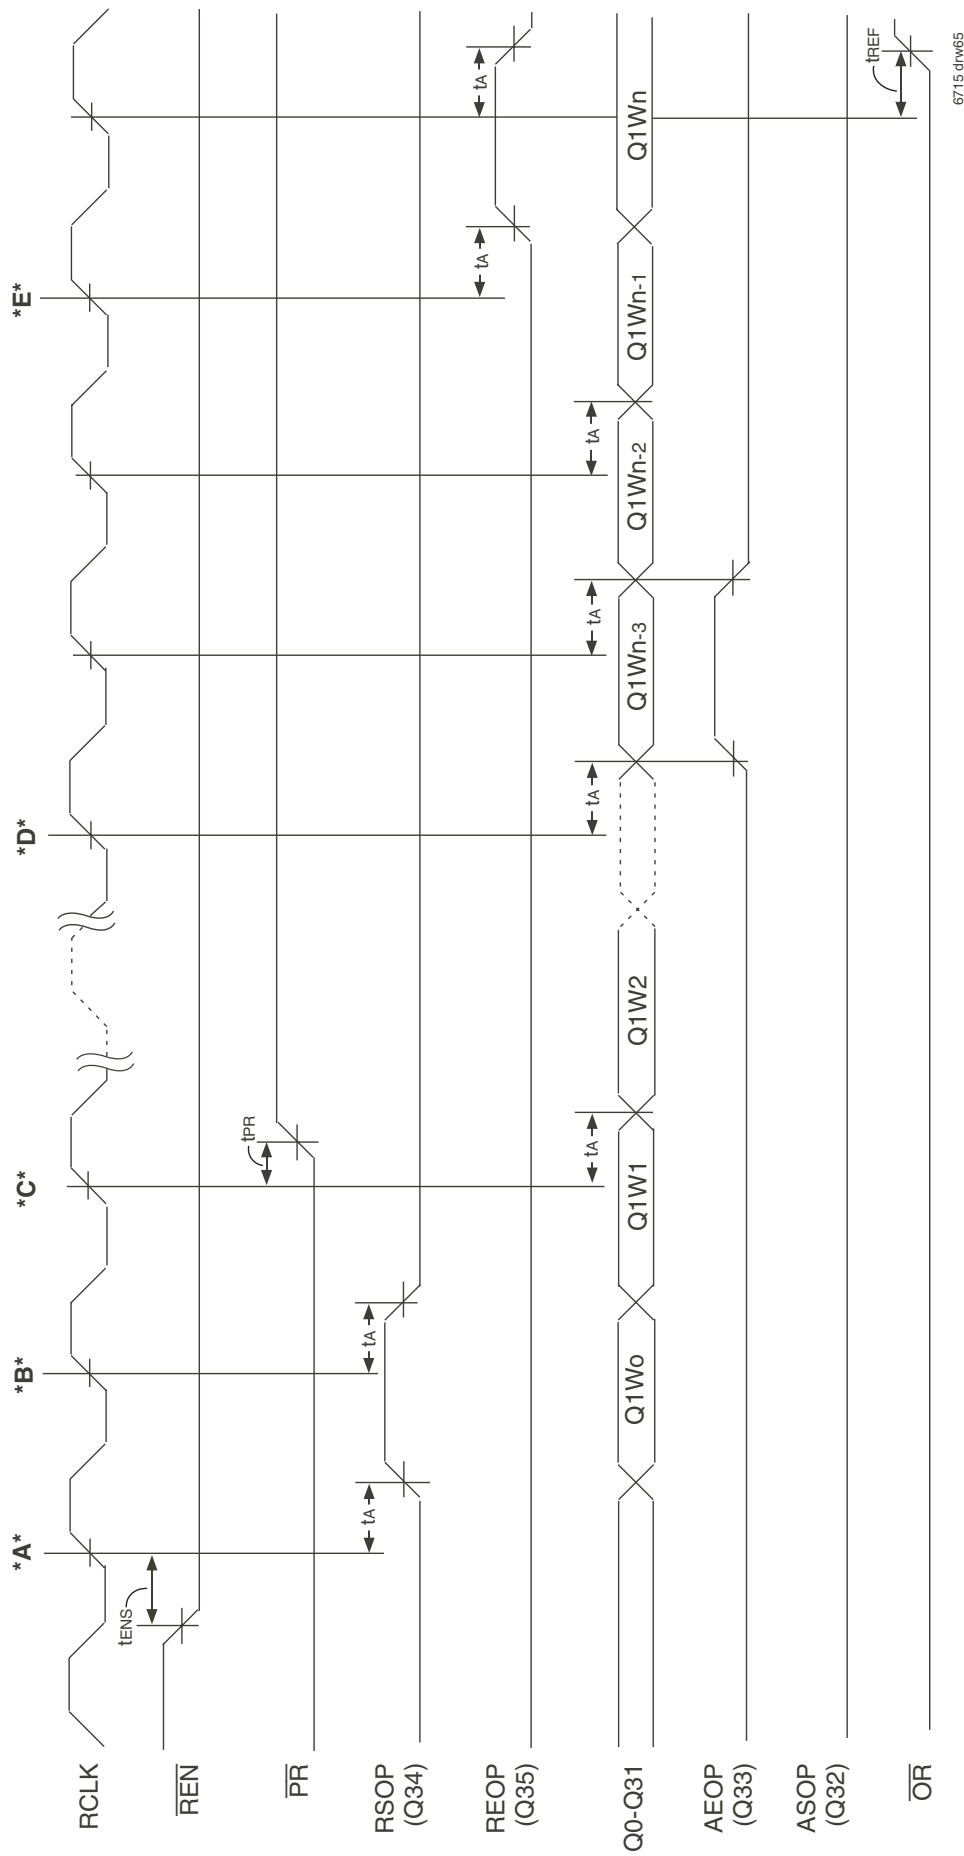 *A*
*B*
*C*
*D*
*E*
RCLK
tENS
REN
tPR
PR
tA
tA
RSOP
(Q34)
tA
tA
REOP
(Q35)
tA
tA
tA
tA
Q0-Q31
Q1Wo
Q1W1
Q1W2
Q1Wn-3
Q1Wn-2
Q1Wn-1
Q1Wn
AEOP
(Q33)
ASOP
(Q32)
tREF
OR
6715 drw65